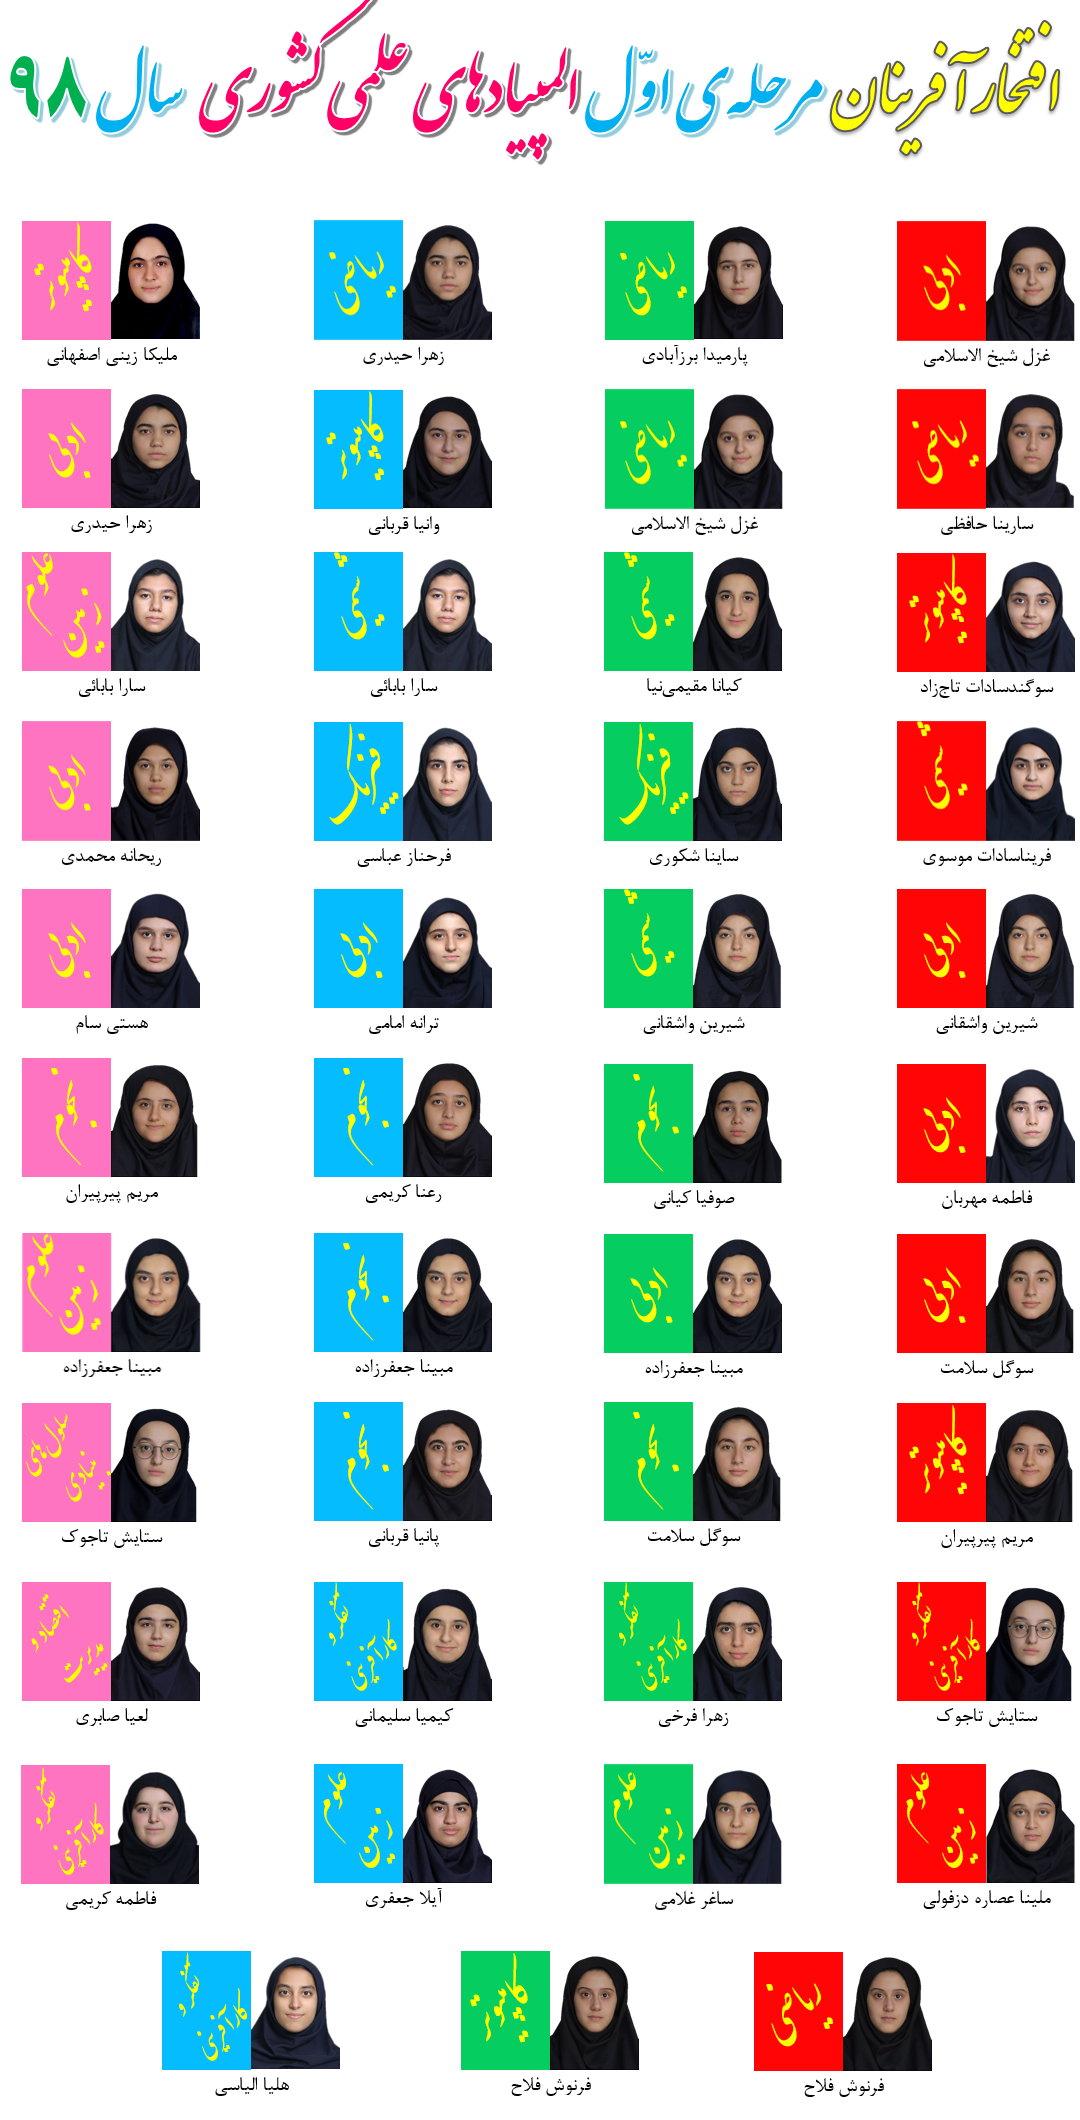 افتخارآفرینان مرحله‌ی اوّل المپیادهای علمی کشوری سال ۹۸
ادبی
غزل شیخ الاسلامی
ریاضی
پارمیدا برزآبادی
ریاضی
زهرا حیدری
کامپیوتر
ملیکا زینی اصفهانی
ریاضی
سارینا حافظی
ریاضی
غزل شیخ الاسلامی
کامپیوتر
وانیا قربانی
ادبی
زهرا حیدری
کامپیوتر
سوگندسادات تاج‌زاد
شیمی
کیانا مقیمی‌نیا
شیمی
سارا بابائی
علوم
زمین
سارا بابائی
شیمی
فریناسادات موسوی
فیزیک
ساینا شکوری
فیزیک
فرحناز عباسی
ادبی
ریحانه محمدی
ادبی
شیرین واشقانی
شیمی
شیرین واشقانی
ادبی
ترانه امامی
ادبی
هستی سام
ادبی
فاطمه مهربان
نجوم
صوفیا کیانی
نجوم
رعنا کریمی
نجوم
مریم پیرپیران
ادبی
سوگل سلامت
ادبی
مبینا جعفرزاده
نجوم
مبینا جعفرزاده
علوم
زمین
مبینا جعفرزاده
کامپیوتر
مریم پیرپیران
نجوم
سوگل سلامت
نجوم
پانیا قربانی
سلول‌های
بنیادی
ستایش تاجوک
تفکر و
کارآفرینی
ستایش تاجوک
تفکر و
کارآفرینی
زهرا فرخی
تفکر و
کارآفرینی
کیمیا سلیمانی
اقتصاد و
مدیریت
لعیا صابری
علوم
زمین
ملینا عصاره دزفولی
علوم
زمین
ساغر غلامی
علوم
زمین
آیلا جعفری
تفکر و
کارآفرینی
فاطمه کریمی
ریاضی
فرنوش فلاح
کامپیوتر
فرنوش فلاح
تفکر و
کارآفرینی
هلیا الیاسی